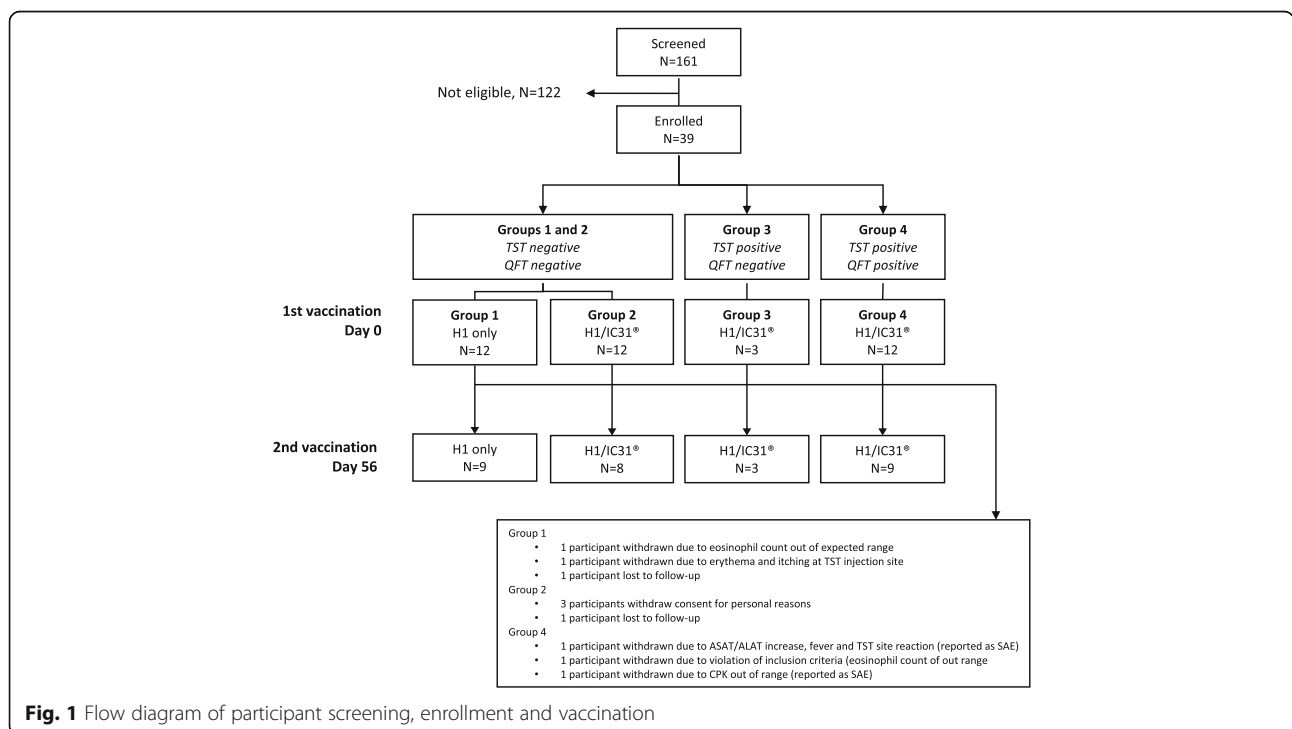 Screened
N=161
Not eligible, N=122
Enrolled
N=39
Groups 1 and 2
TST negative
QFT negative
Group 3
TST positive
QFT negative
Group 4
TST positive
QFT positive
1st vaccination
Day 0
Group 1
H1 only
N=12
Group 2
H1/IC31®
N=12
Group 3
H1/IC31®
N=3
Group 4
H1/IC31®
N=12
2nd vaccination
Day 56
H1 only
N=9
H1/IC31®
N=8
H1/IC31®
N=3
H1/IC31®
N=9
Group 1
• 1 participant withdrawn due to eosinophil count out of expected range
• 1 participant withdrawn due to erythema and itching at TST injection site
• 1 participant lost to follow-up
Group 2
• 3 participants withdraw consent for personal reasons
• 1 participant lost to follow-up
Group 4
• 1 participant withdrawn due to ASAT/ALAT increase, fever and TST site reaction (reported as SAE)
• 1 participant withdrawn due to violation of inclusion criteria (eosinophil count of out range
• 1 participant withdrawn due to CPK out of range (reported as SAE)
Fig. 1 Flow diagram of participant screening, enrollment and vaccination